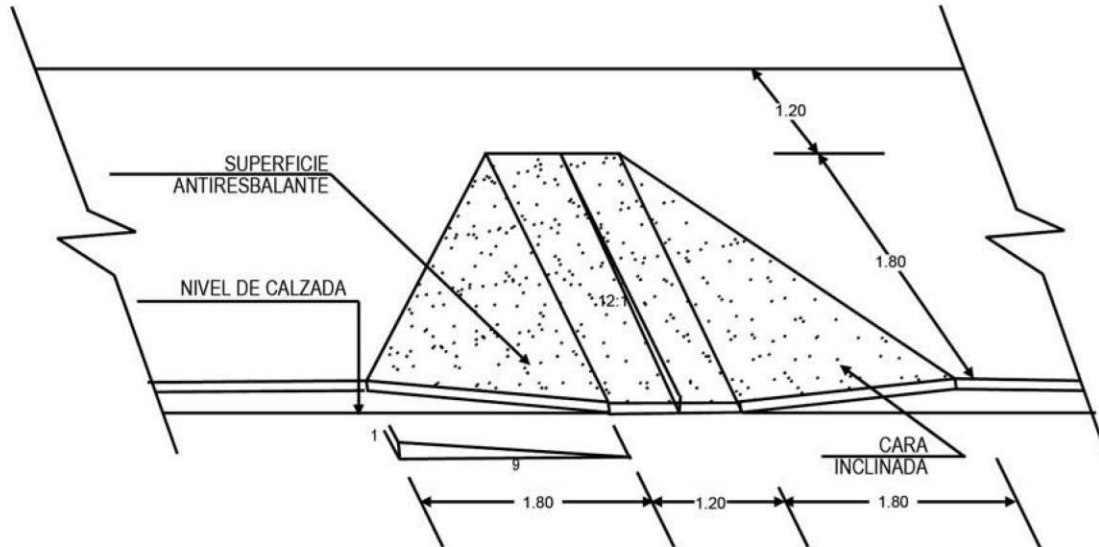 1.20
SUPERFICIE
ANTIRESBALANTE
1.80
NIVEL DE CALZADA
12:1
1
9
CARA
INCLINADA
1.80
1.20
1.80